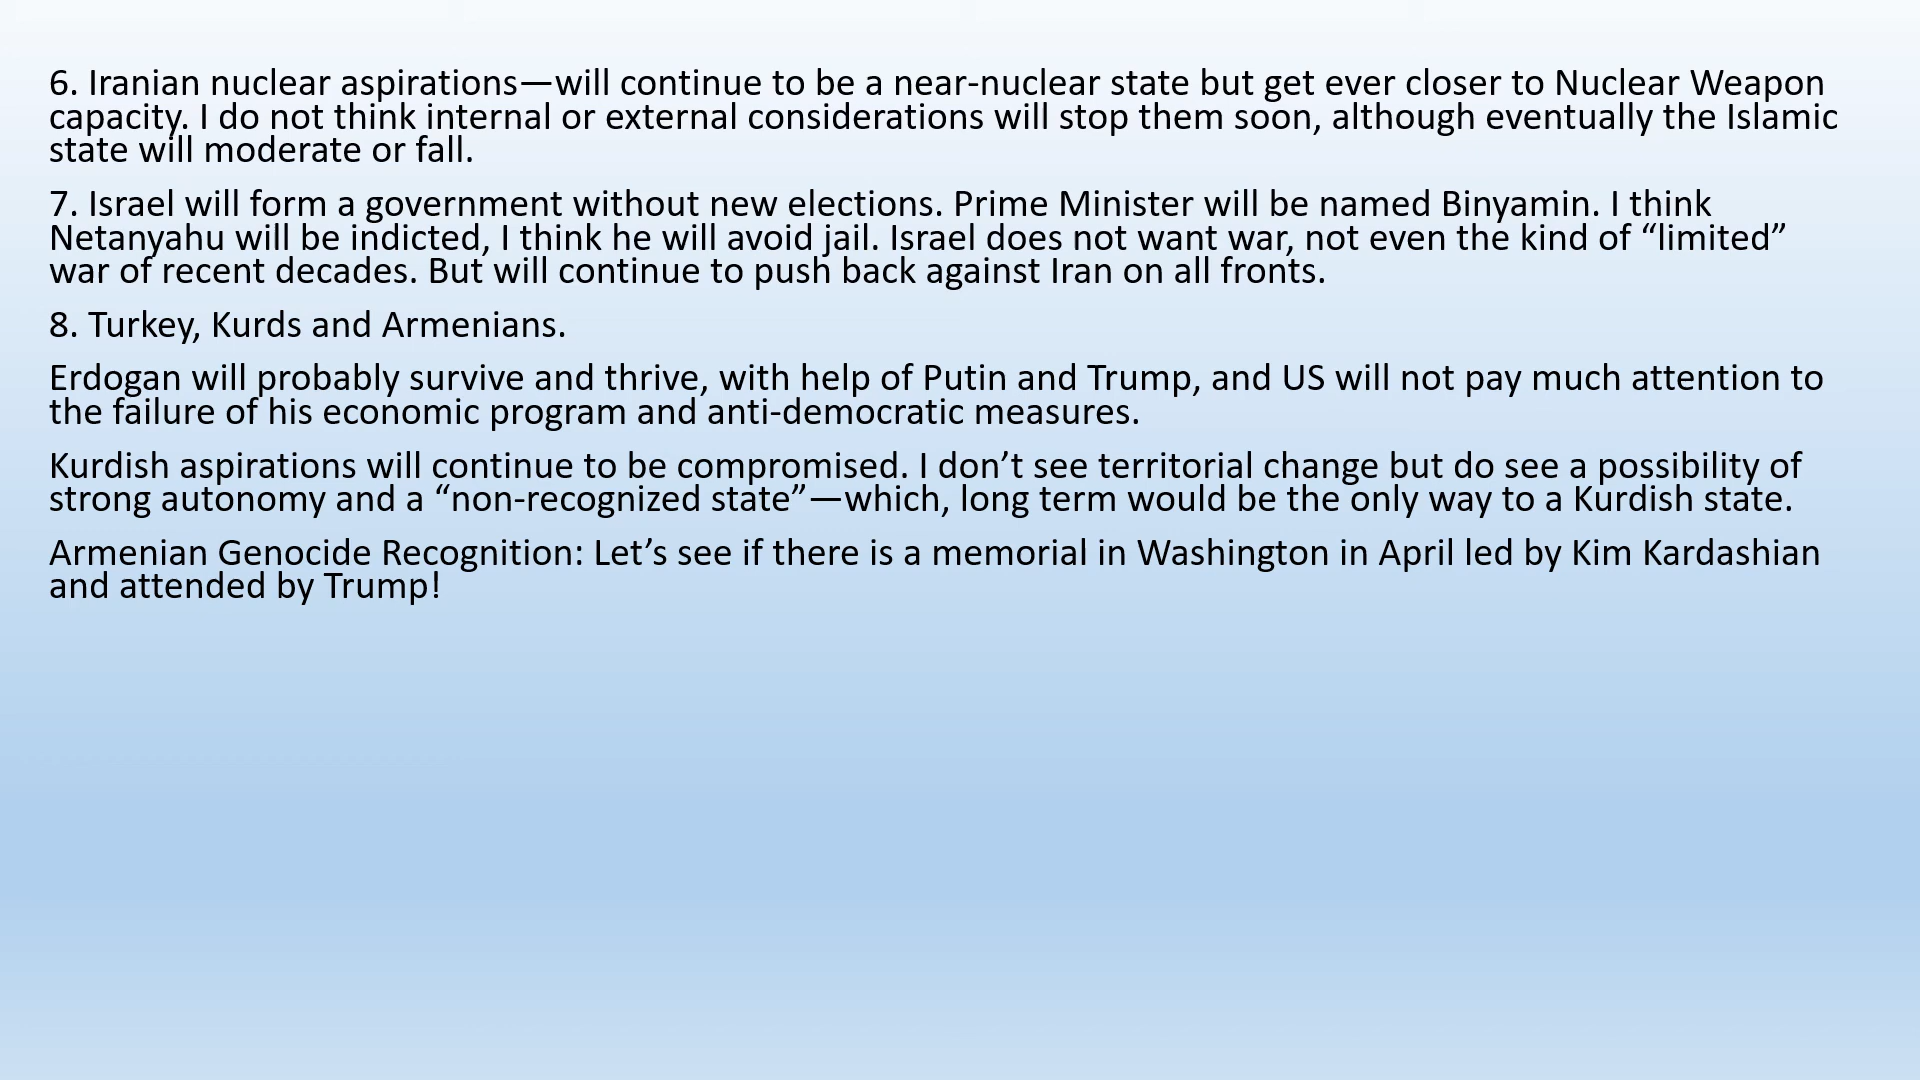 6. Iranian nuclear aspirations—will continue to be a near-nuclear state but get ever closer to Nuclear Weapon
capacity. I do not think internal or external considerations will stop them soon, although eventually the Islamic
state will moderate or fall.
7. Israel will form a government without new elections. Prime Minister will be named Binyamin. I think
Netanyahu will be indicted, I think he will avoid jail. Israel does not want war, not even the kind of “limited”
war of recent decades. But will continue to push back against Iran on all fronts.
8. Turkey, Kurds and Armenians.
Erdogan will probably survive and thrive, with help of Putin and Trump, and US will not pay much attention to
the failure of his economic program and anti-democratic measures.
Kurdish aspirations will continue to be compromised. I don’t see territorial change but do see a possibility of
strong autonomy and a “non-recognized state”—which, long term would be the only way to a Kurdish state.
Armenian Genocide Recognition: Let’s see if there is a memorial in Washington in April led by Kim Kardashian
and attended by Trump!